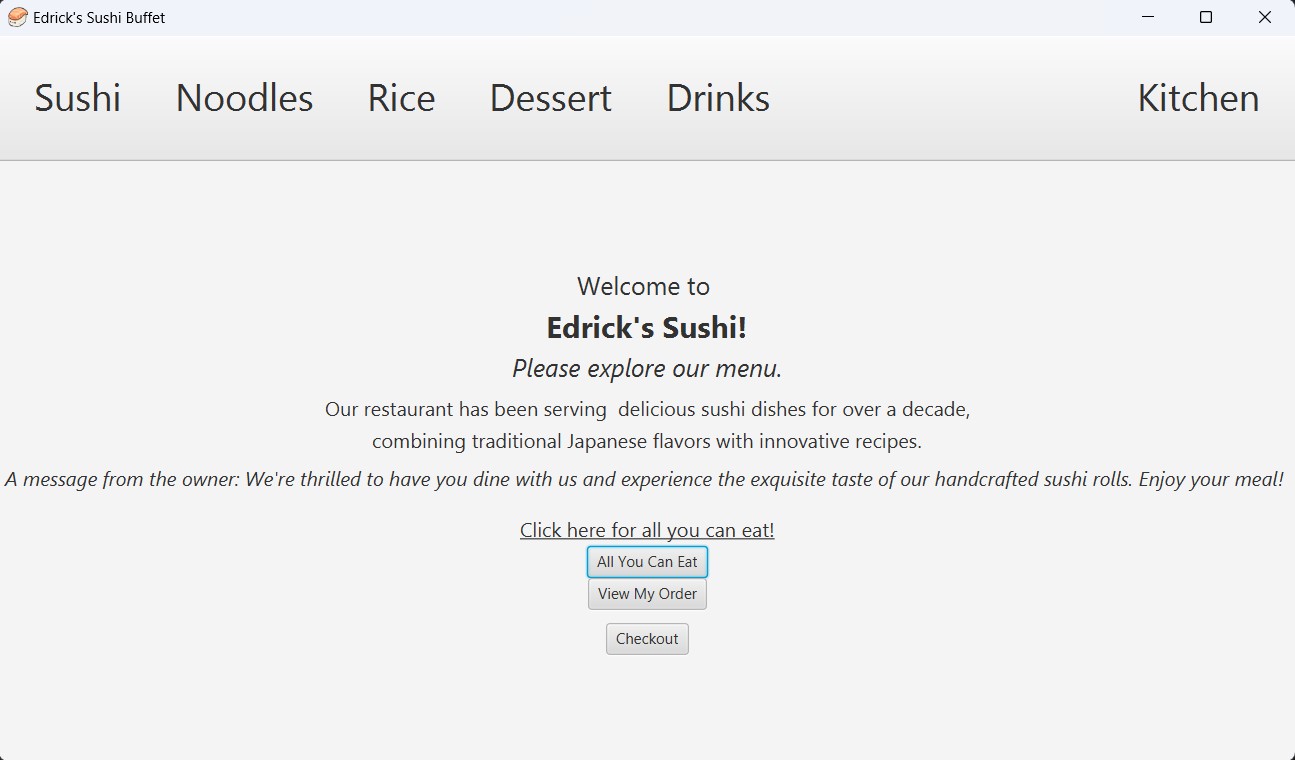 Edrick's Sushi Buffet
Sushi Noodles Rice Dessert Drinks Kitchen
Welcome to
Edrick's Sushi!
Please explore our menu.
Our restaurant has been serving  delicious sushi dishes for over a decade,
combining traditional Japanese flavors with innovative recipes.
A message from the owner: We're thrilled to have you dine with us and experience the exquisite taste of our handcrafted sushi rolls. Enjoy your meal!
Click here for all you can eat!
All You Can Eat
View My Order
Checkout